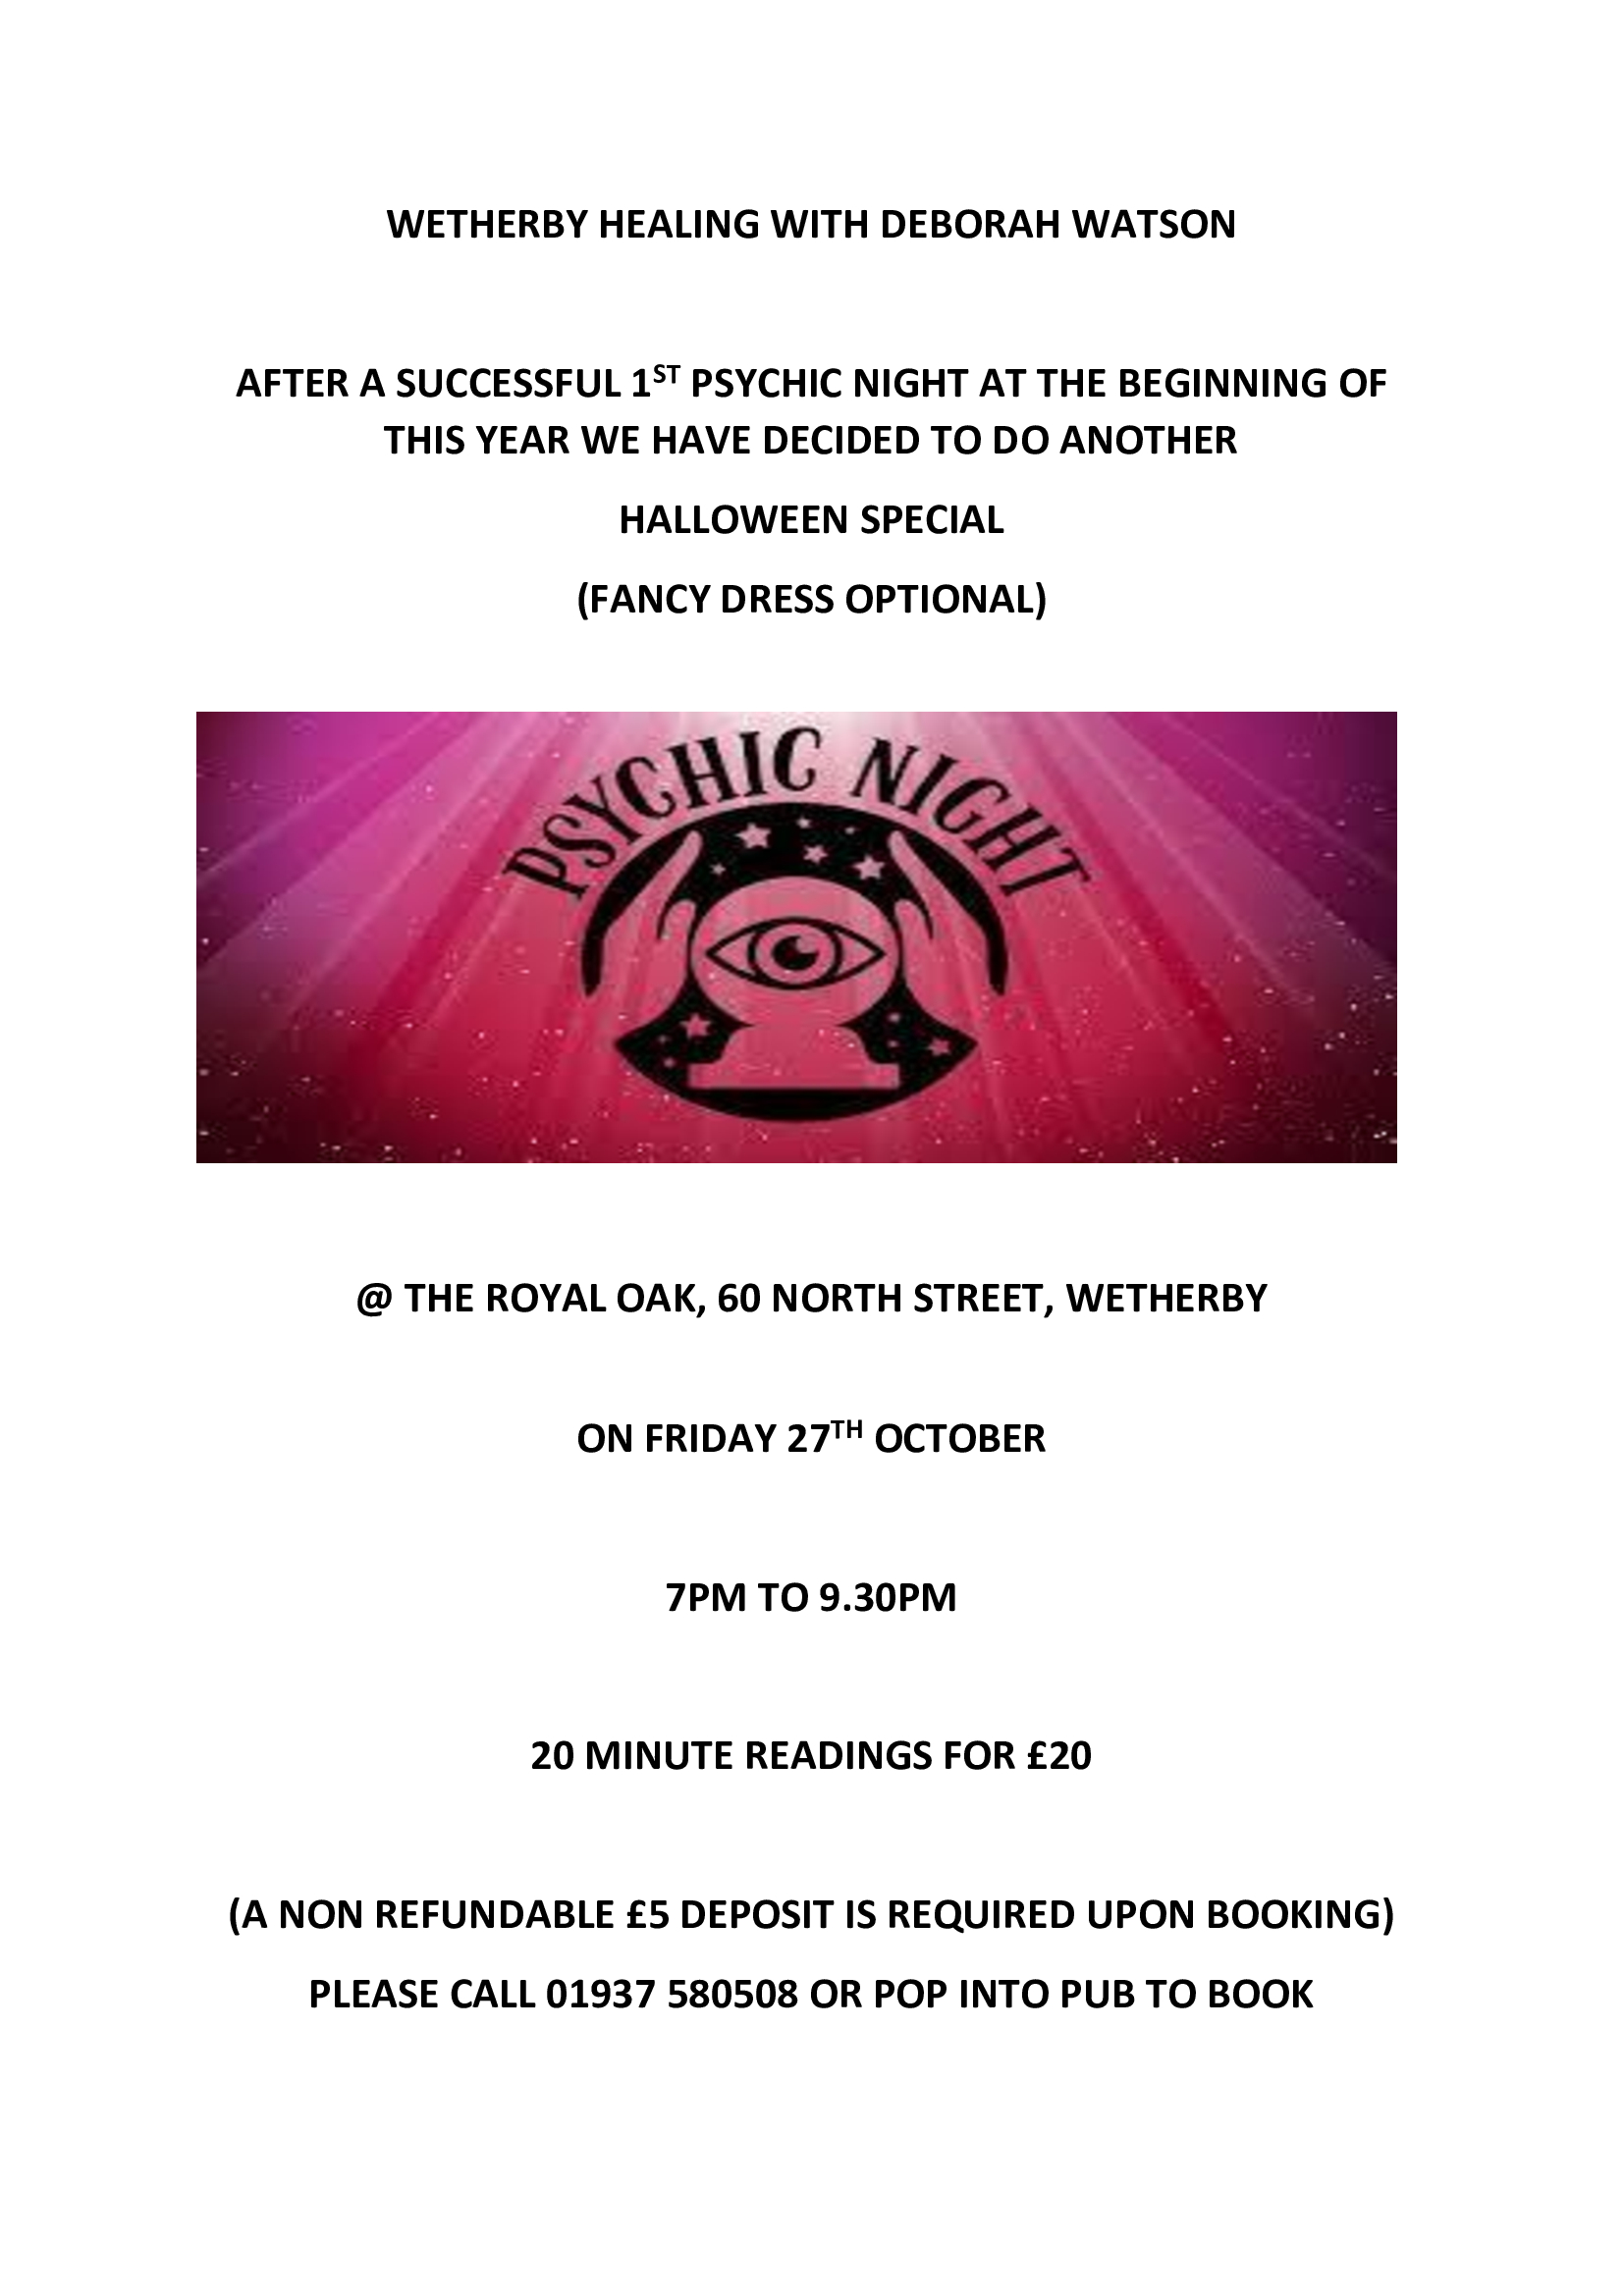 WETHERBY HEALING WITH DEBORAH WATSON
AFTER A SUCCESSFUL 1ST PSYCHIC NIGHT AT THE BEGINNING OF
THIS YEAR WE HAVE DECIDED TO DO ANOTHER
HALLOWEEN SPECIAL
(FANCY DRESS OPTIONAL)
PSYCHIC NIGHT
@ THE ROYAL OAK, 60 NORTH STREET, WETHERBY
ON FRIDAY 27TH OCTOBER
7PM TO 9.30PM
20 MINUTE READINGS FOR £20
(A NON REFUNDABLE £5 DEPOSIT IS REQUIRED UPON BOOKING)
PLEASE CALL 01937 580508 OR POP INTO PUB TO BOOK